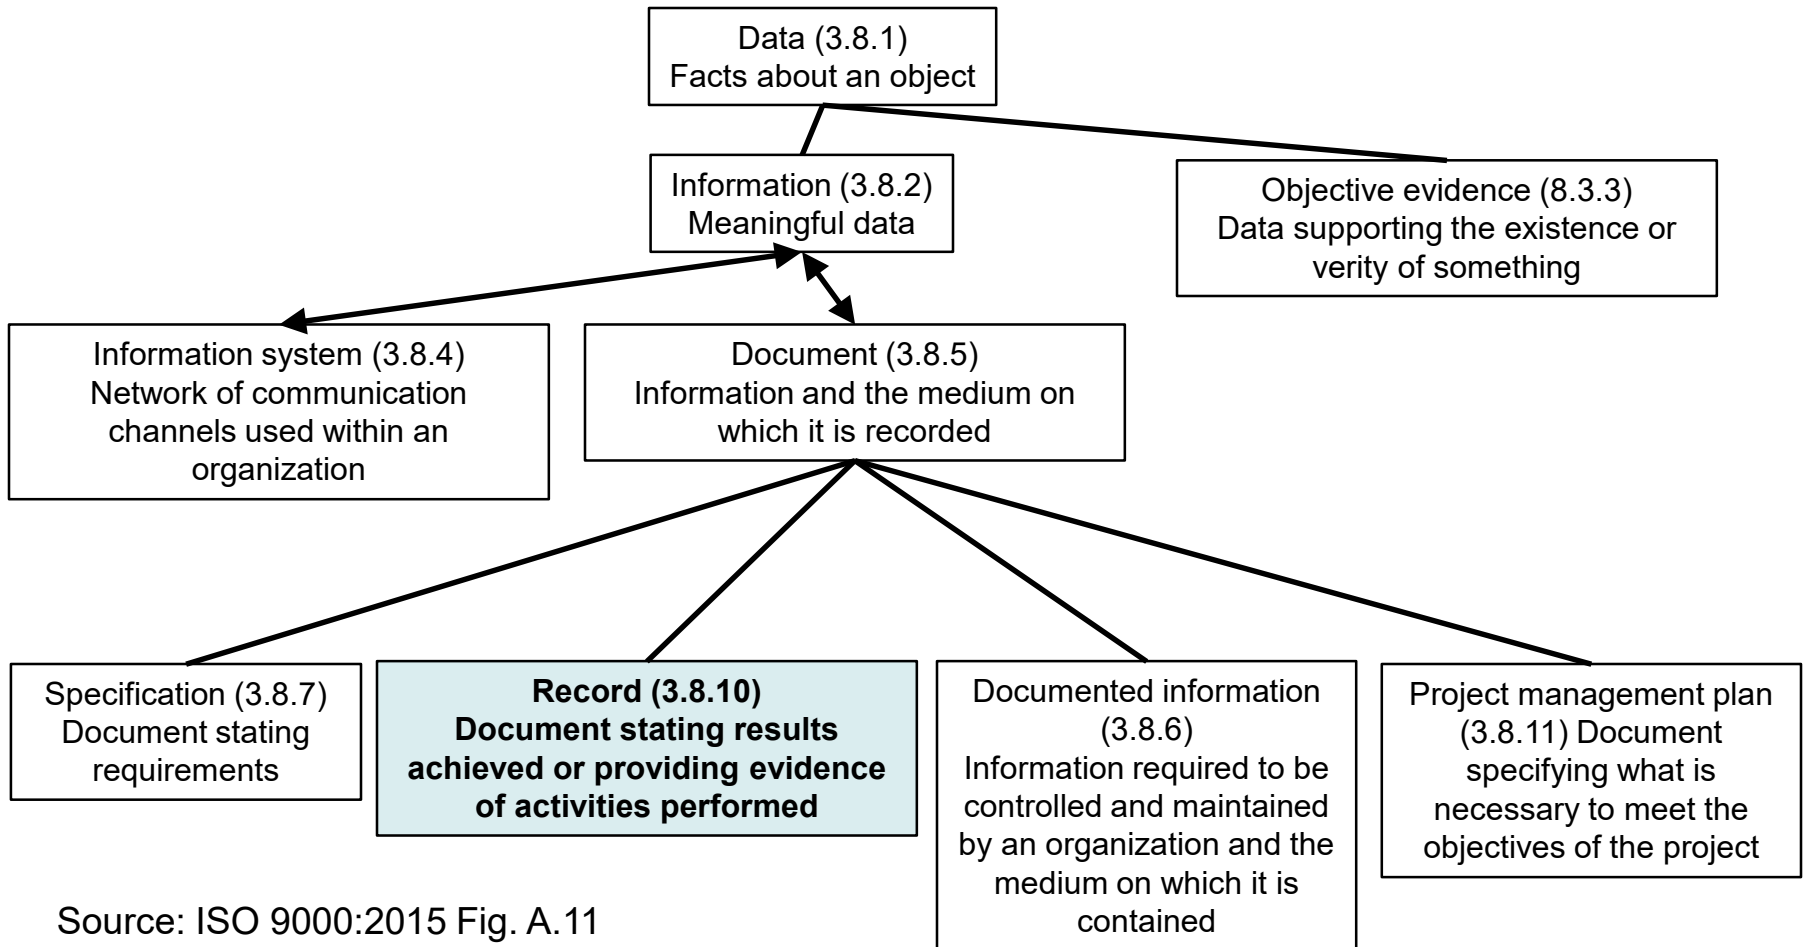 Data (3.8.1)
Facts about an object
Information (3.8.2)
Meaningful data
Objective evidence (8.3.3)
Data supporting the existence or
verity of something
Information system (3.8.4)
Network of communication
channels used within an
organization
Document (3.8.5)
Information and the medium on
which it is recorded
Specification (3.8.7)
Document stating
requirements
Record (3.8.10)
Document stating results
achieved or providing evidence
of activities performed
Documented information
(3.8.6)
Information required to be
controlled and maintained
by an organization and the
medium on which it is
contained
Project management plan
(3.8.11) Document
specifying what is
necessary to meet the
objectives of the project
Source: ISO 9000:2015 Fig. A.11